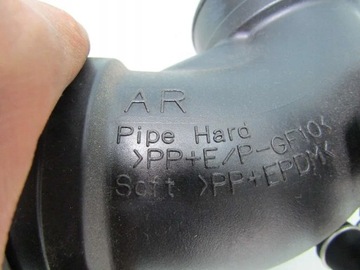 AR
Pipe Hard
>PP+E/P-GF10<
Soft >PP+EPDM<